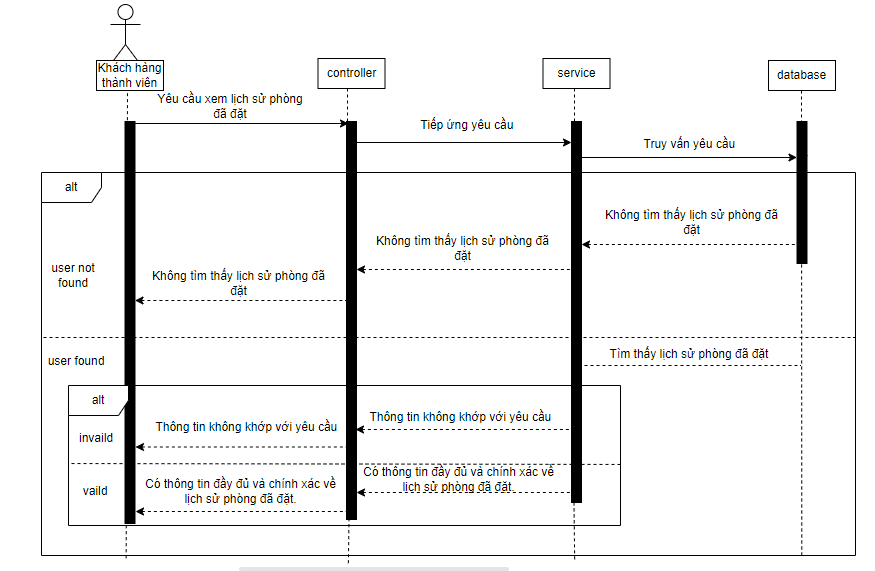 Khách hàng
thành viên
controller
service
database
Yêu cầu xem lịch sử phòng
đã đặt
Tiếp ứng yêu cầu
Truy vấn yêu cầu
alt
Không tìm thấy lịch sử phòng đã
đặt
Không tìm thấy lịch sử phòng đã
đặt
user not
found
Không tìm thấy lịch sử phòng đã
đặt
user found
Tìm thấy lịch sử phòng đã đặt
alt
Thông tin không khớp với yêu cầu
Thông tin không khớp với yêu cầu
invaild
Có thông tin đầy đủ và chính xác về
lịch sử phòng đã đặt.
Có thông tin đầy đủ và chính xác về
lịch sử phòng đã đặt.
vaild